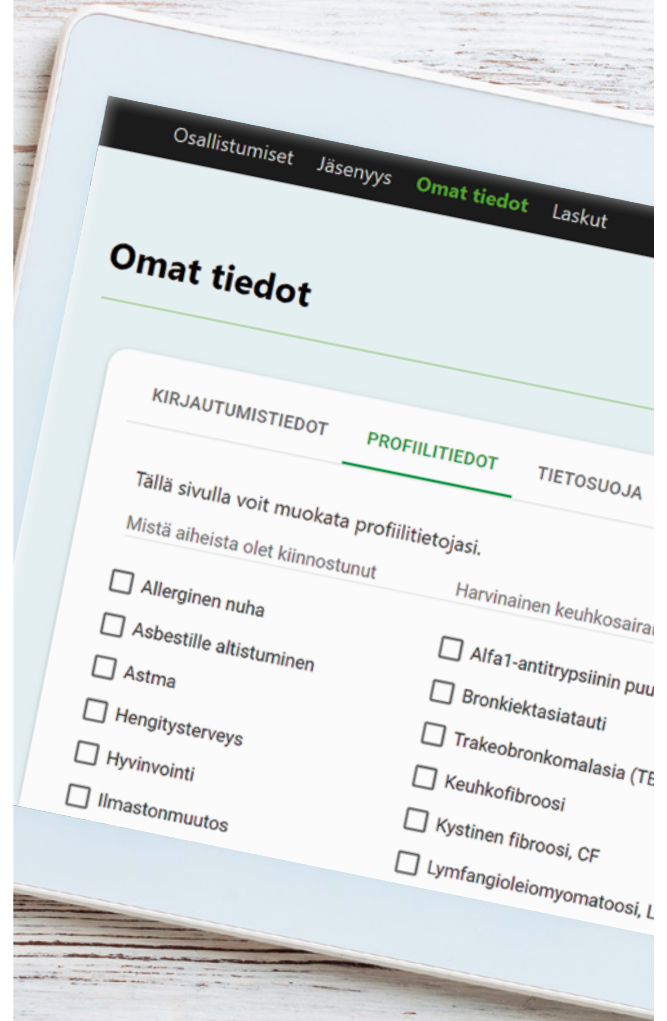 Osallistumiset Jäsenyys Omat tiedot Laskut
Omat tiedot
KIRJAUTUMISTIEDOT PROFIILITIEDOT TIETOSUOJA
Tällä sivulla voit muokata profiilitietojasi.
Mistä aiheista olet kiinnostunut
Allerginen nuha
Asbestille altistuminen
Astma
Hengitysterveys
Hyvinvointi
Ilmastonmuutos
Harvinainen
Alfa1-antitrypsiinin
Bronkiektasiatauti
Trakeobronkomalasia
Keuhkofibroosi
Kystinen fibroosi, CF
Lymfangioleiomyomatoosi,